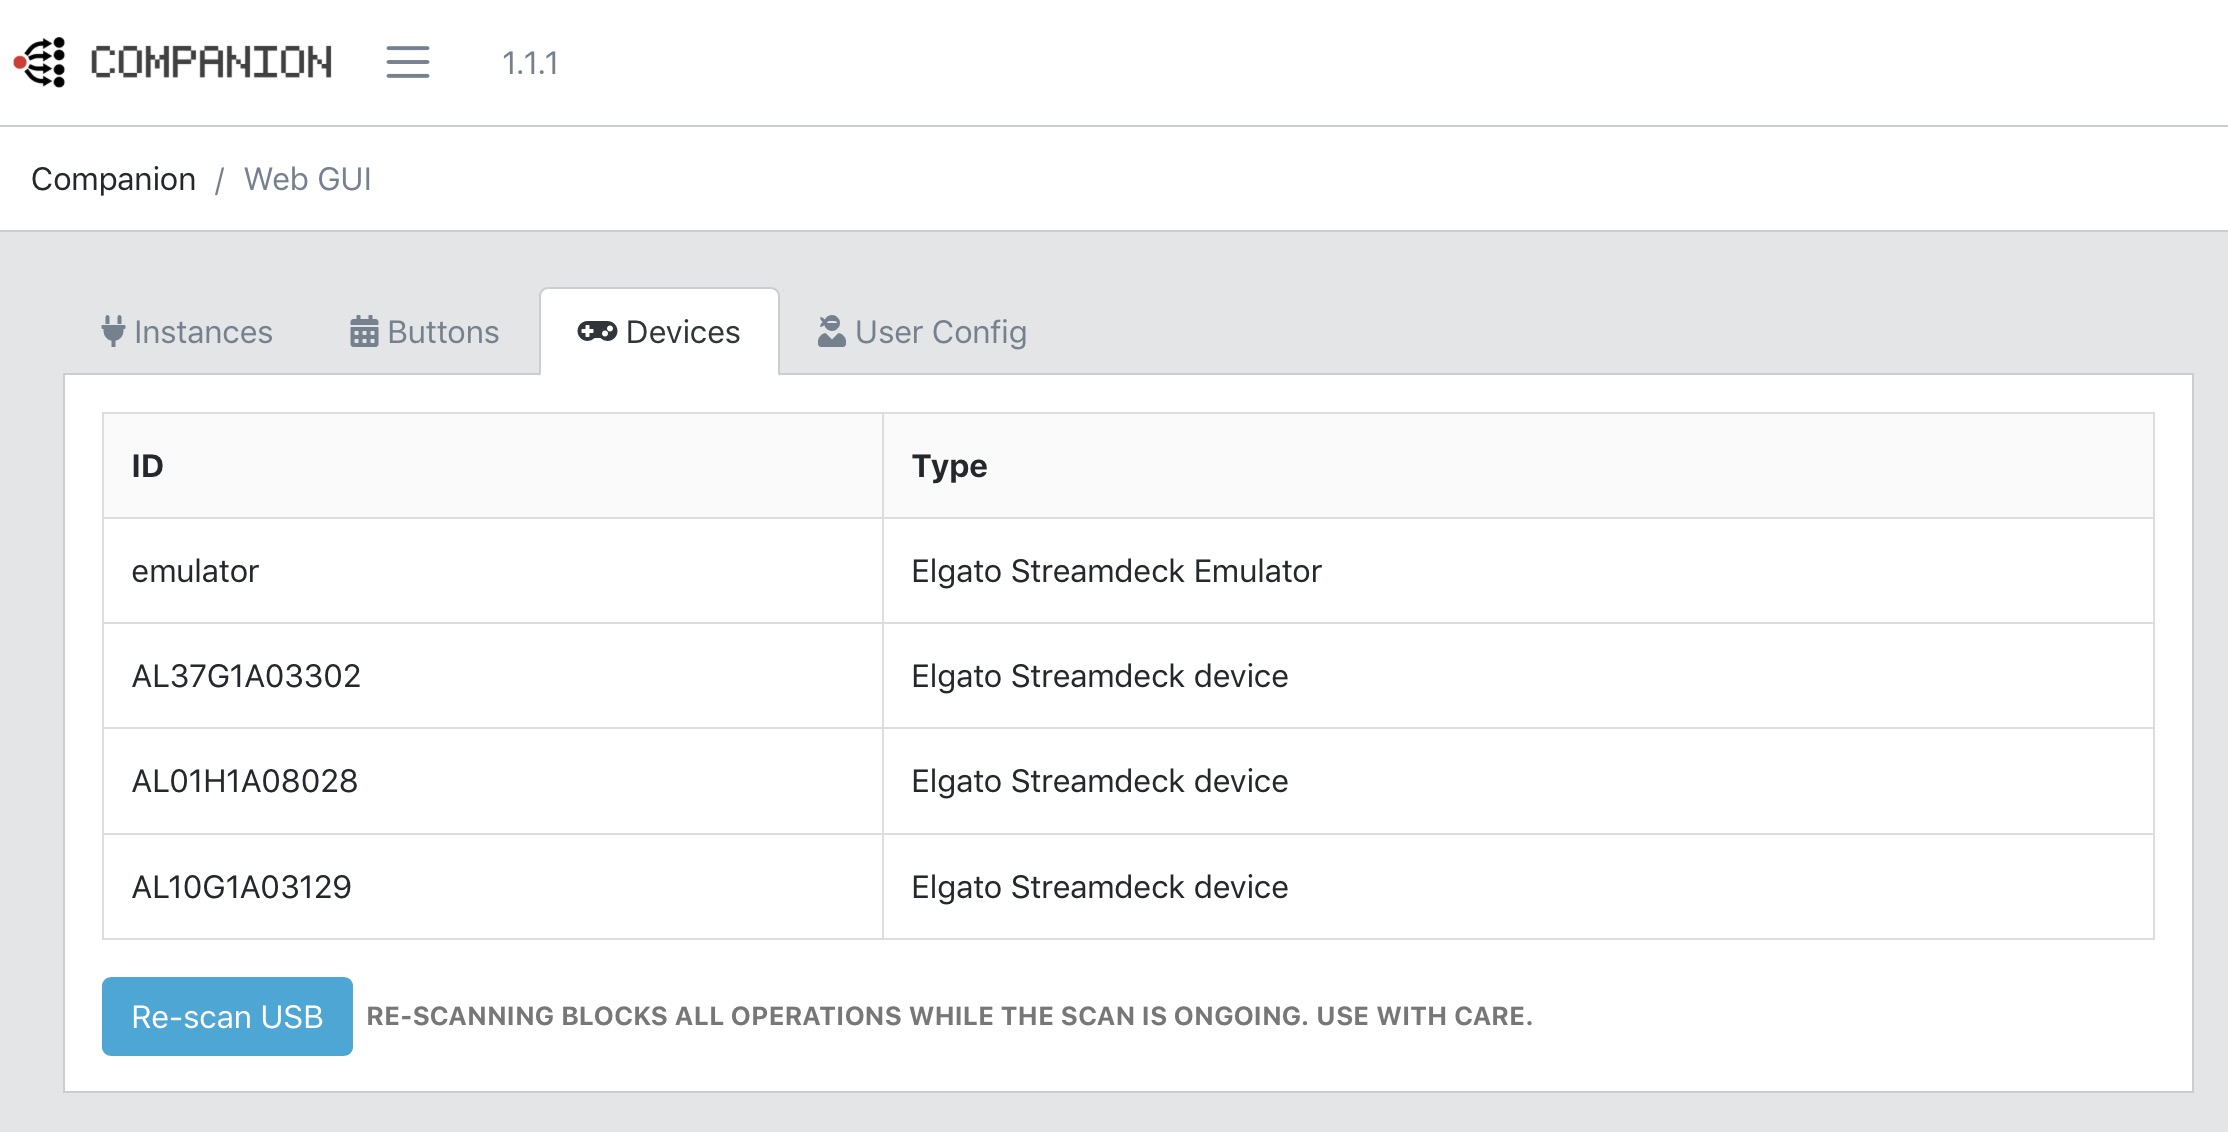 COMPANION 1.1.1
Companion / Web GUI
Instances Buttons Devices User Config
ID Type
emulator Elgato Streamdeck Emulator
AL37G1A03302 Elgato Streamdeck device
AL01H1A08028 Elgato Streamdeck device
AL10G1A03129 Elgato Streamdeck device
Re-scan USB RE-SCANNING BLOCKS ALL OPERATIONS WHILE THE SCAN IS ONGOING. USE WITH CARE.